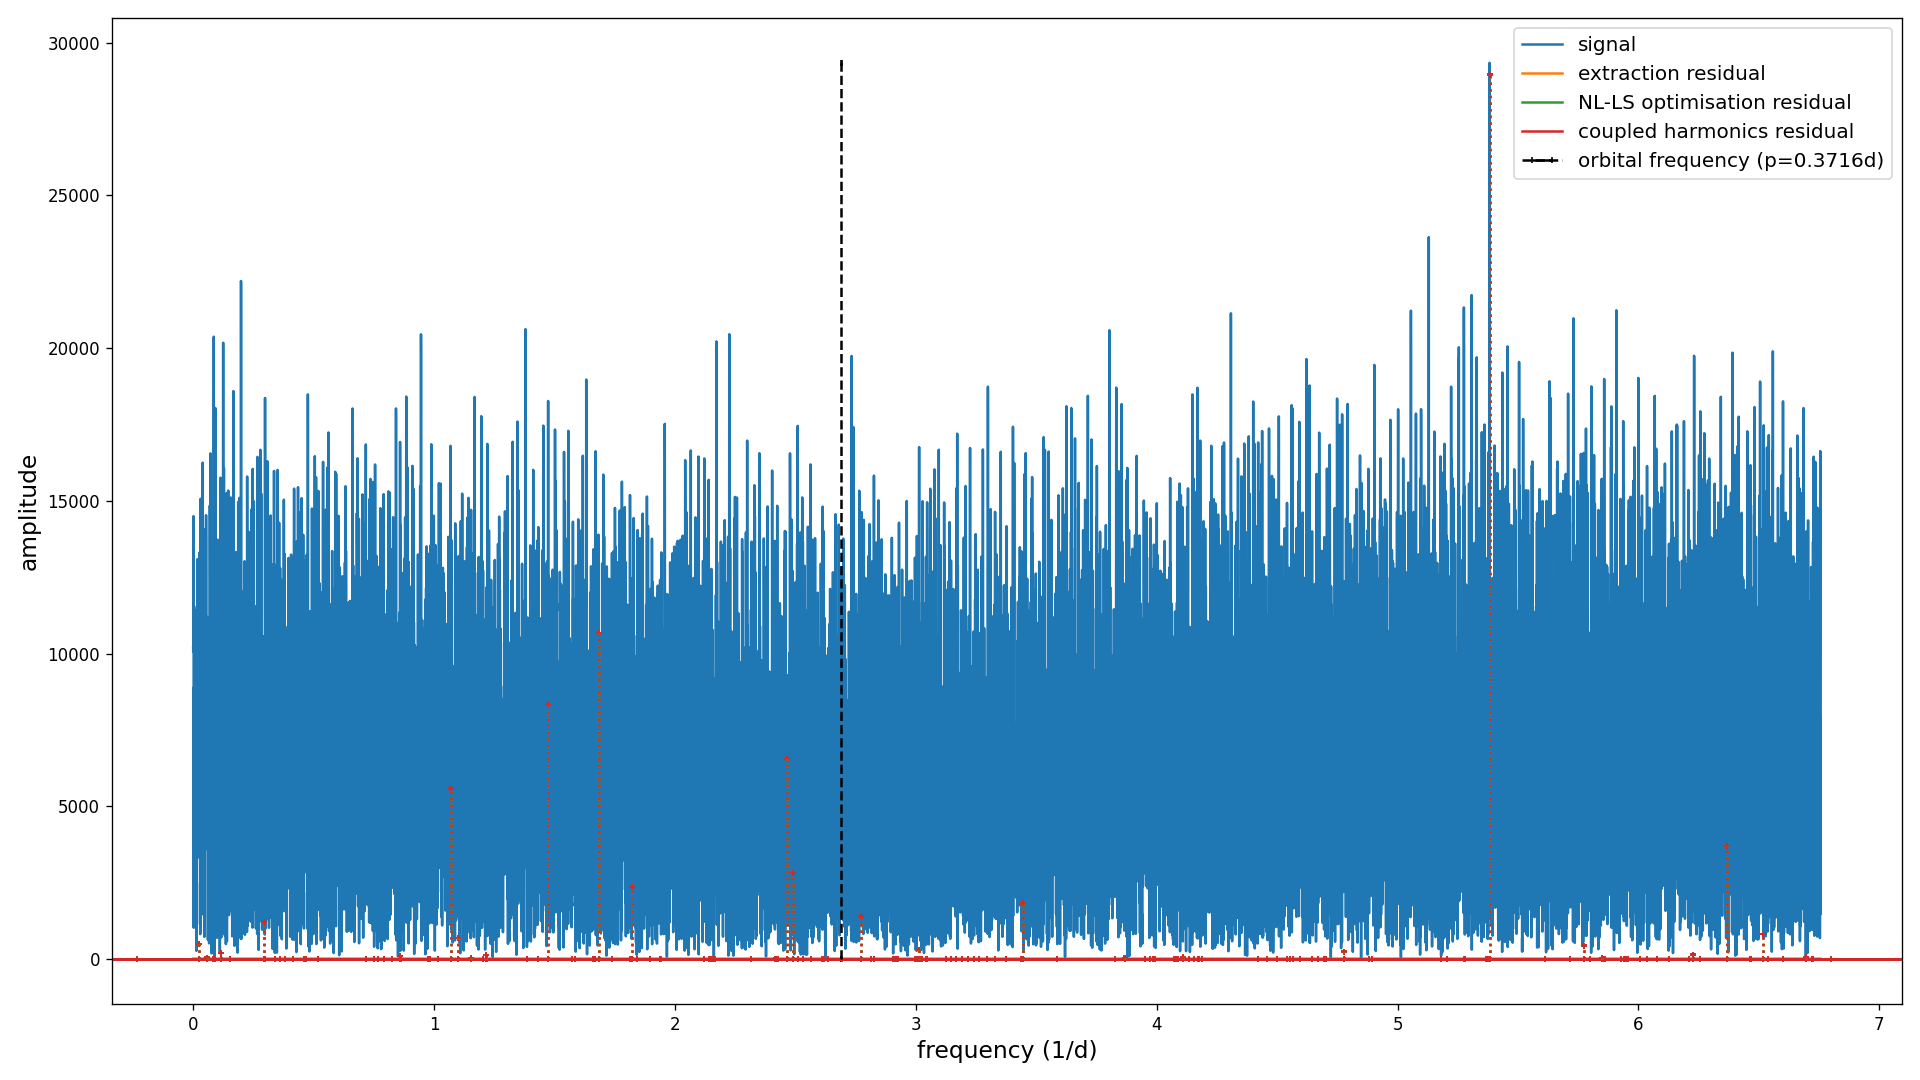 signal
extraction residual
NL-LS optimisation residual
coupled harmonics residual
orbital frequency (p=0.3716d)
30000
25000
20000
15000
10000
5000
0
amplitude
0 1 2 3 4 5 6 7
frequency (1/d)